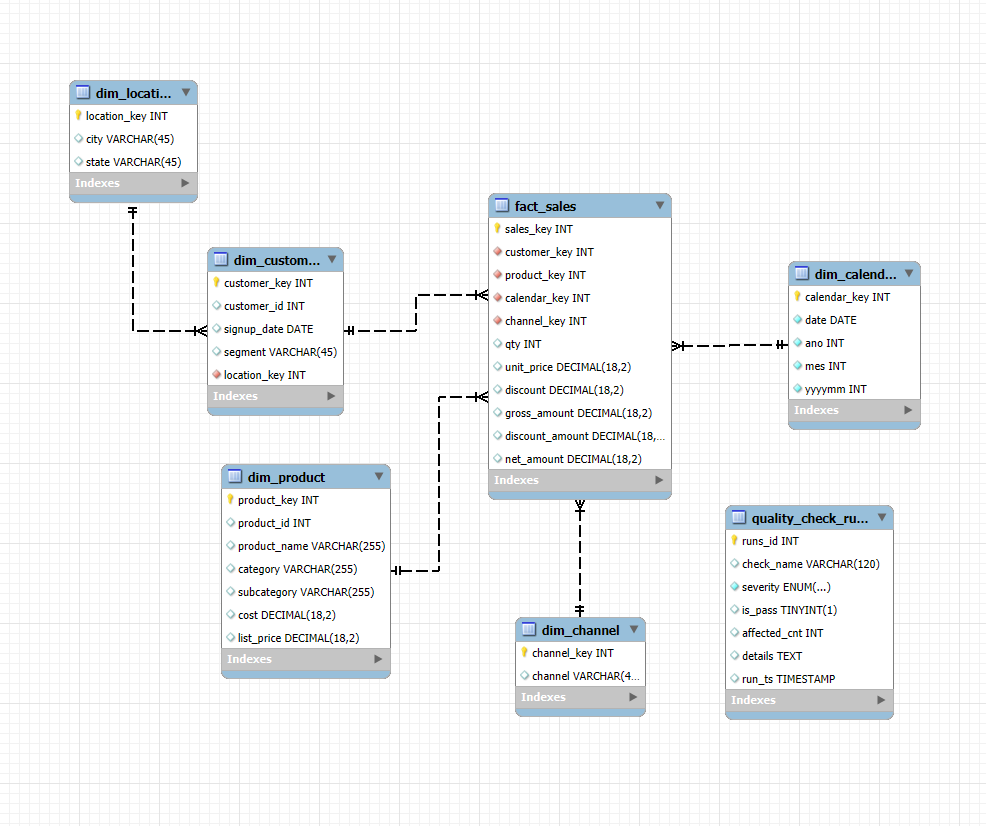 dim_locati...
location_key INT
city VARCHAR(45)
state VARCHAR(45)
Indexes
dim_custom...
customer_key INT
customer_id INT
signup_date DATE
segment VARCHAR(45)
location_key INT
Indexes
fact_sales
sales_key INT
customer_key INT
product_key INT
calendar_key INT
channel_key INT
qty INT
unit_price DECIMAL(18,2)
discount DECIMAL(18,2)
gross_amount DECIMAL(18,2)
discount_amount DECIMAL(18,...
net_amount DECIMAL(18,2)
Indexes
dim_calend...
calendar_key INT
date DATE
ano INT
mes INT
yyyymm INT
Indexes
dim_product
product_key INT
product_id INT
product_name VARCHAR(255)
category VARCHAR(255)
subcategory VARCHAR(255)
cost DECIMAL(18,2)
list_price DECIMAL(18,2)
Indexes
dim_channel
channel_key INT
channel VARCHAR(4...
Indexes
quality_check_ru...
runs_id INT
check_name VARCHAR(120)
severity ENUM(...)
is_pass TINYINT(1)
affected_cnt INT
details TEXT
run_ts TIMESTAMP
Indexes